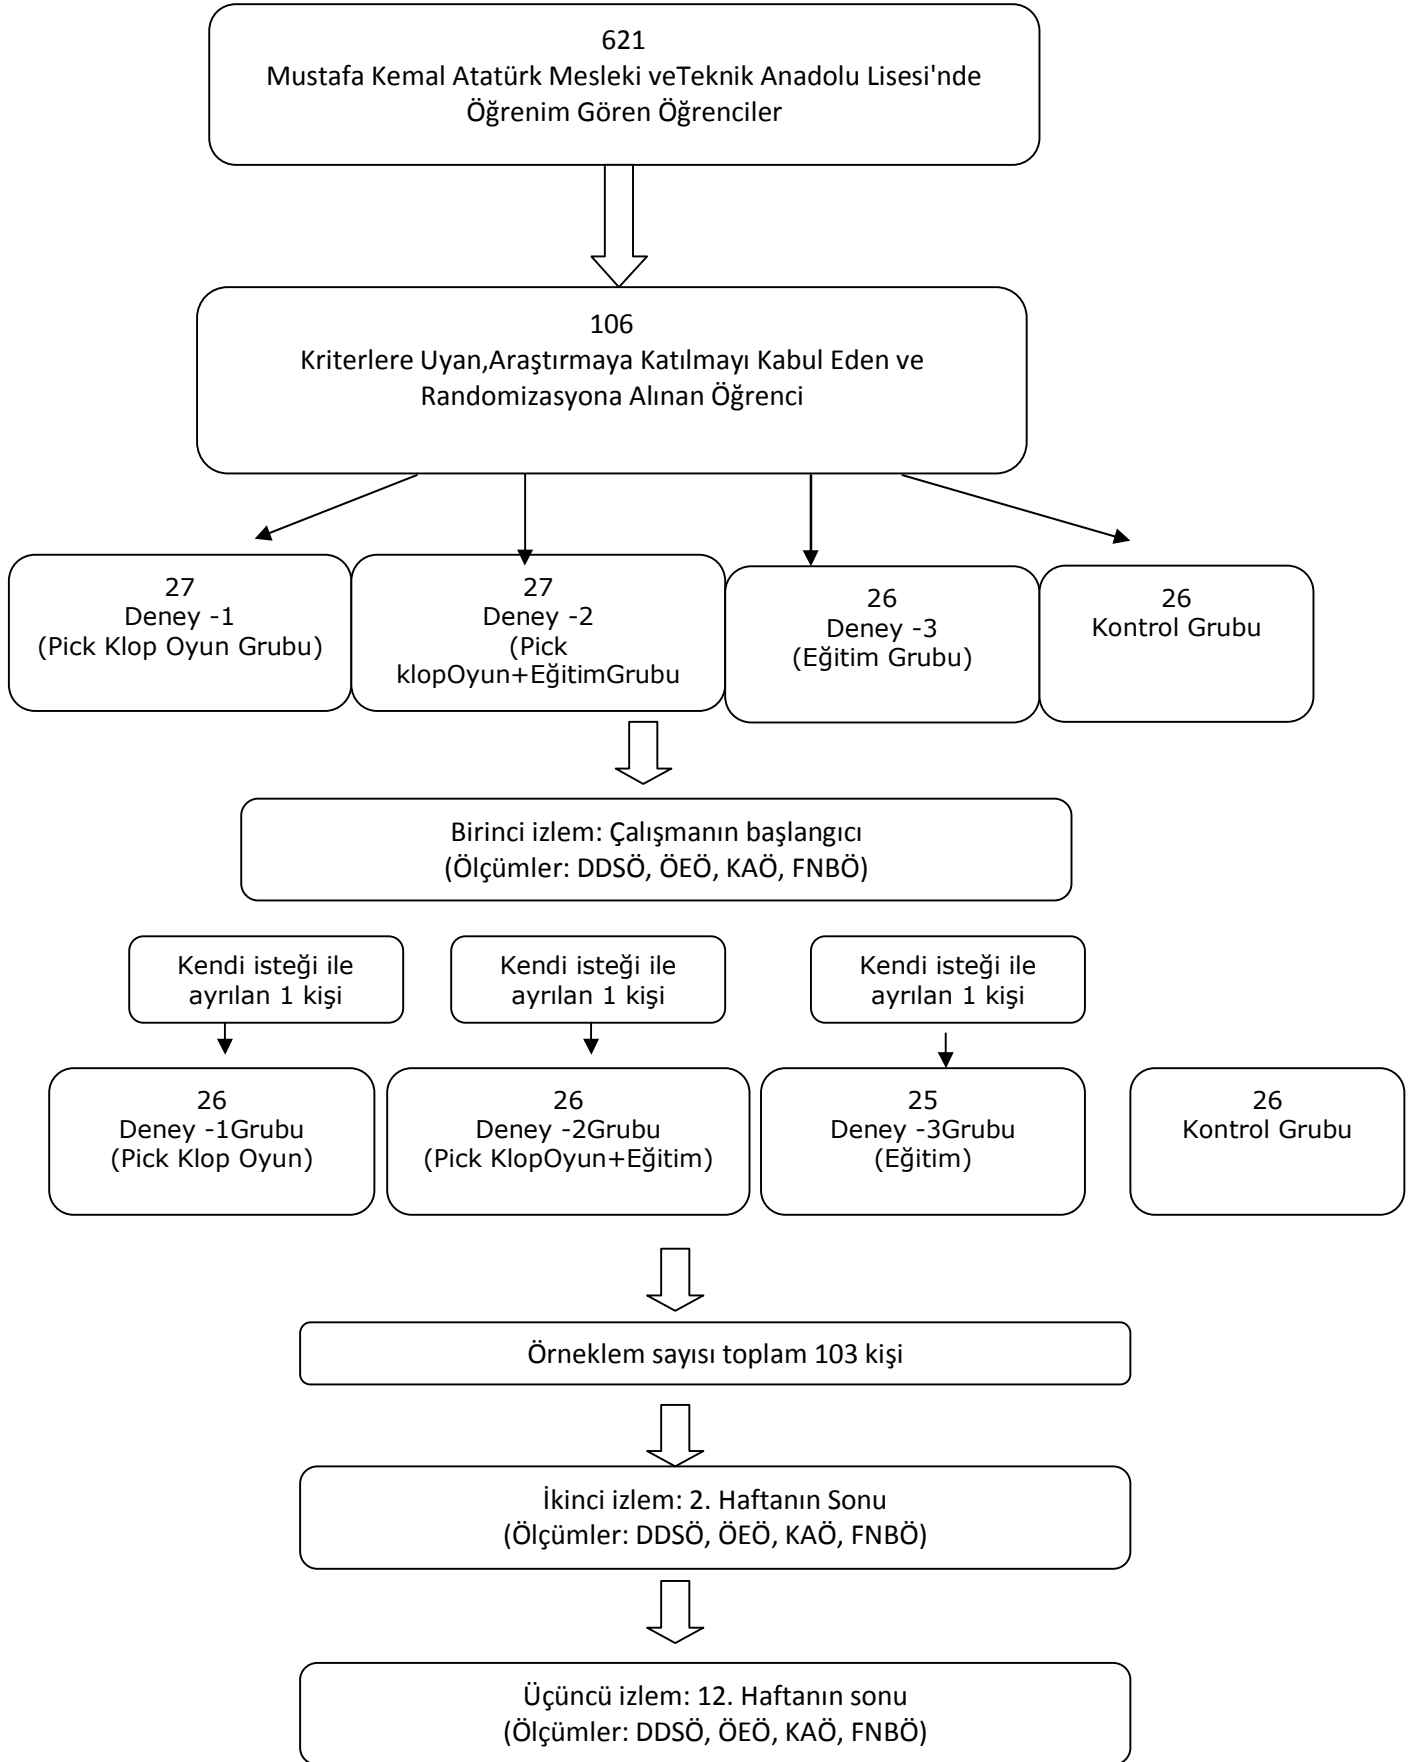 621
Mustafa Kemal Atatürk Mesleki veTeknik Anadolu Lisesi'nde
Öğrenim Gören Öğrenciler
106
Kriterlere Uyan,Araştırmaya Katılmayı Kabul Eden ve
Randomizasyona Alınan Öğrenci
27
Deney -1
(Pick Klop Oyun Grubu)
27
Deney -2
(Pick
klopOyun+EğitimGrubu
26
Deney -3
(Eğitim Grubu)
26
Kontrol Grubu
Birinci izlem: Çalışmanın başlangıcı
(Ölçümler: DDSÖ, ÖEÖ, KAÖ, FNBÖ)
Kendi isteği ile
ayrılan 1 kişi
Kendi isteği ile
ayrılan 1 kişi
Kendi isteği ile
ayrılan 1 kişi
26
Deney -1Grubu
(Pick Klop Oyun)
26
Deney -2Grubu
(Pick KlopOyun+Eğitim)
25
Deney -3Grubu
(Eğitim)
26
Kontrol Grubu
Örneklem sayısı toplam 103 kişi
İkinci izlem: 2. Haftanın Sonu
(Ölçümler: DDSÖ, ÖEÖ, KAÖ, FNBÖ)
Üçüncü izlem: 12. Haftanın sonu
(Ölçümler: DDSÖ, ÖEÖ, KAÖ, FNBÖ)